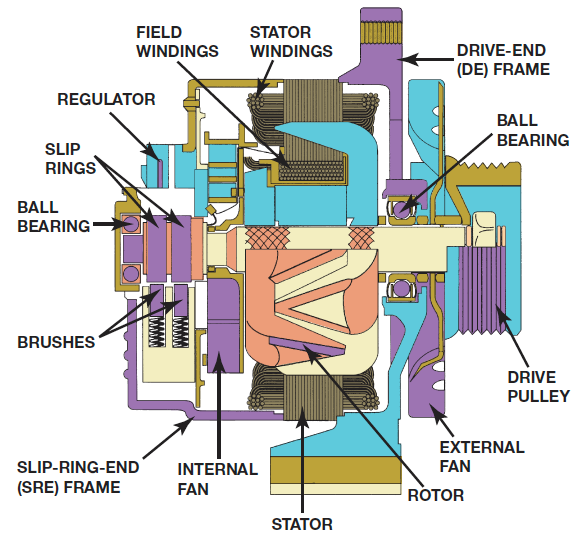 FIELD
WINDINGS
STATOR
WINDINGS
DRIVE-END
(DE) FRAME
REGULATOR
BALL
BEARING
SLIP
RINGS
BALL
BEARING
BRUSHES
DRIVE
PULLEY
EXTERNAL
FAN
SLIP-RING-END
(SRE) FRAME
INTERNAL
FAN
ROTOR
STATOR